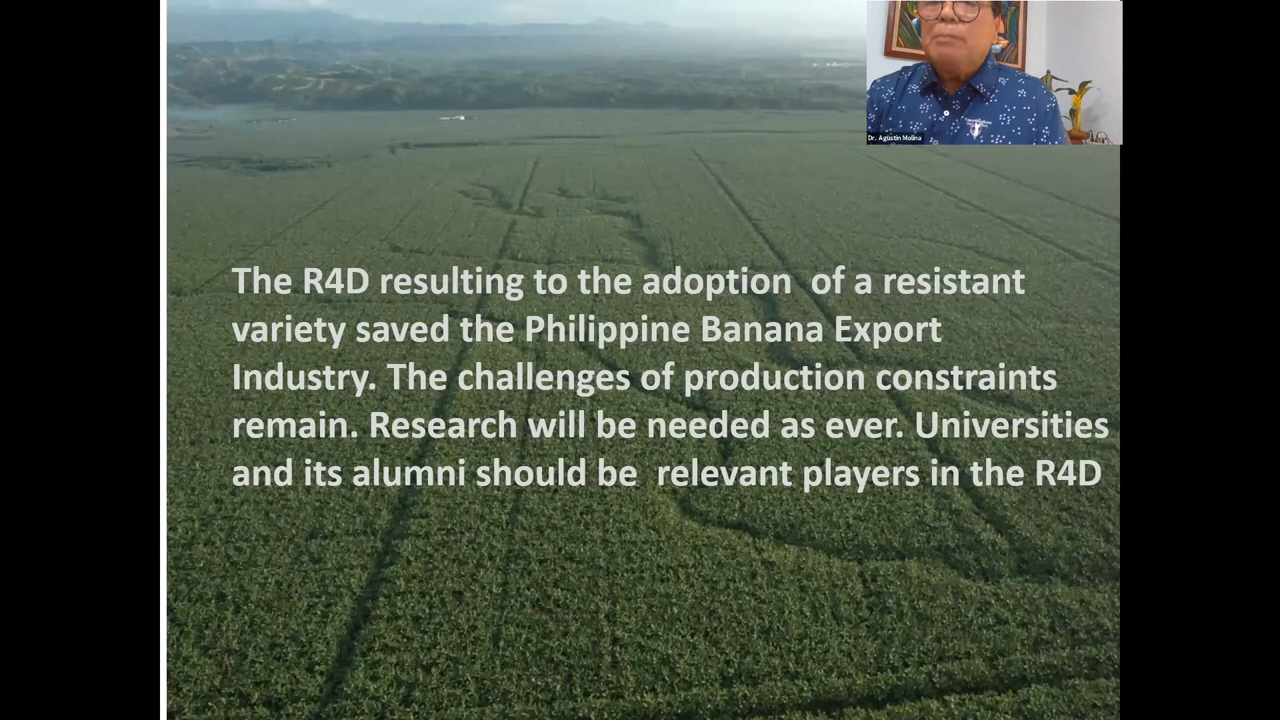 Dr. Agustin Molina
The R4D resulting to the adoption of a resistant
variety saved the Philippine Banana Export
Industry. The challenges of production constraints
remain. Research will be needed as ever. Universities
and its alumni should be relevant players in the R4D